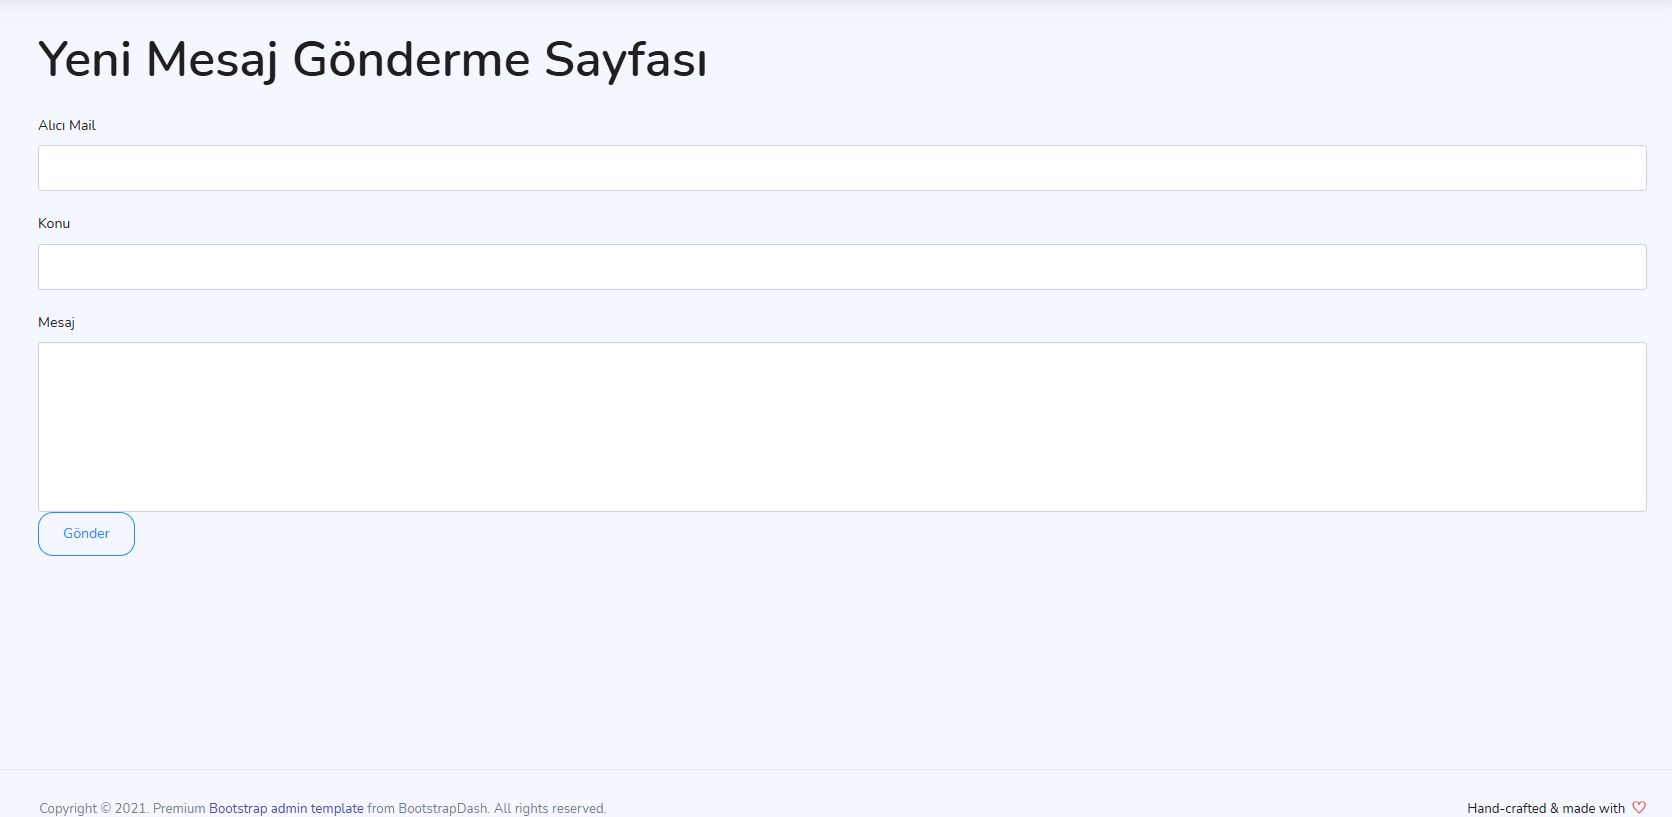 Yeni Mesaj Gönderme Sayfası
Alıcı Mail
Konu
Mesaj
Gönder
Copyright © 2021. Premium Bootstrap admin template from BootstrapDash. All rights reserved.
Hand-crafted & made with ♡